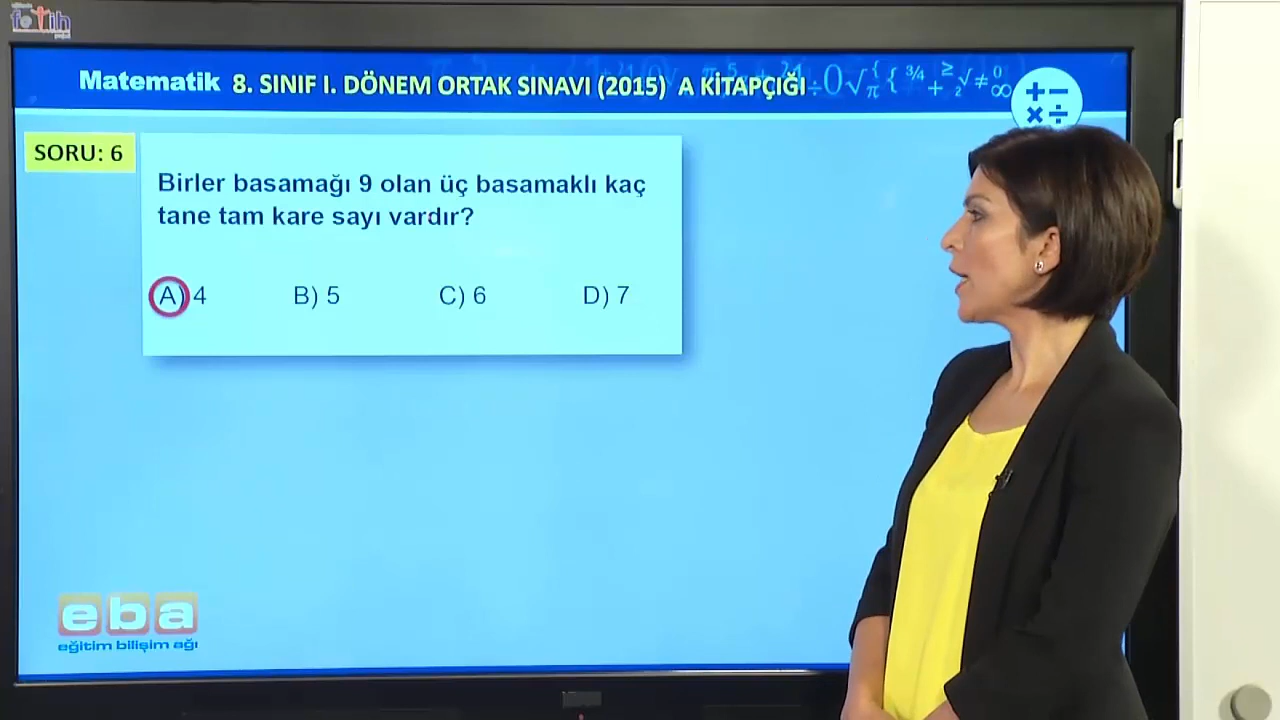 fatih
Matematik 8. SINIF I. DÖNEM ORTAK SINAVI (2015) A KİTAPÇIĞI
SORU: 6
Birler basamağı 9 olan üç basamaklı kaç
tane tam kare sayı vardır?
A) 4 B) 5 C) 6 D) 7
eba
eğitim bilişim ağı